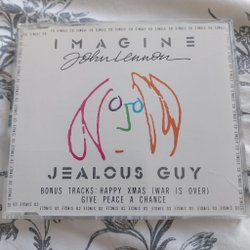 IMAGINE
John Lennon
JEALOUS GUY
BONUS TRACKS: HAPPY XMAS (WAR IS OVER)
GIVE PEACE A CHANCE